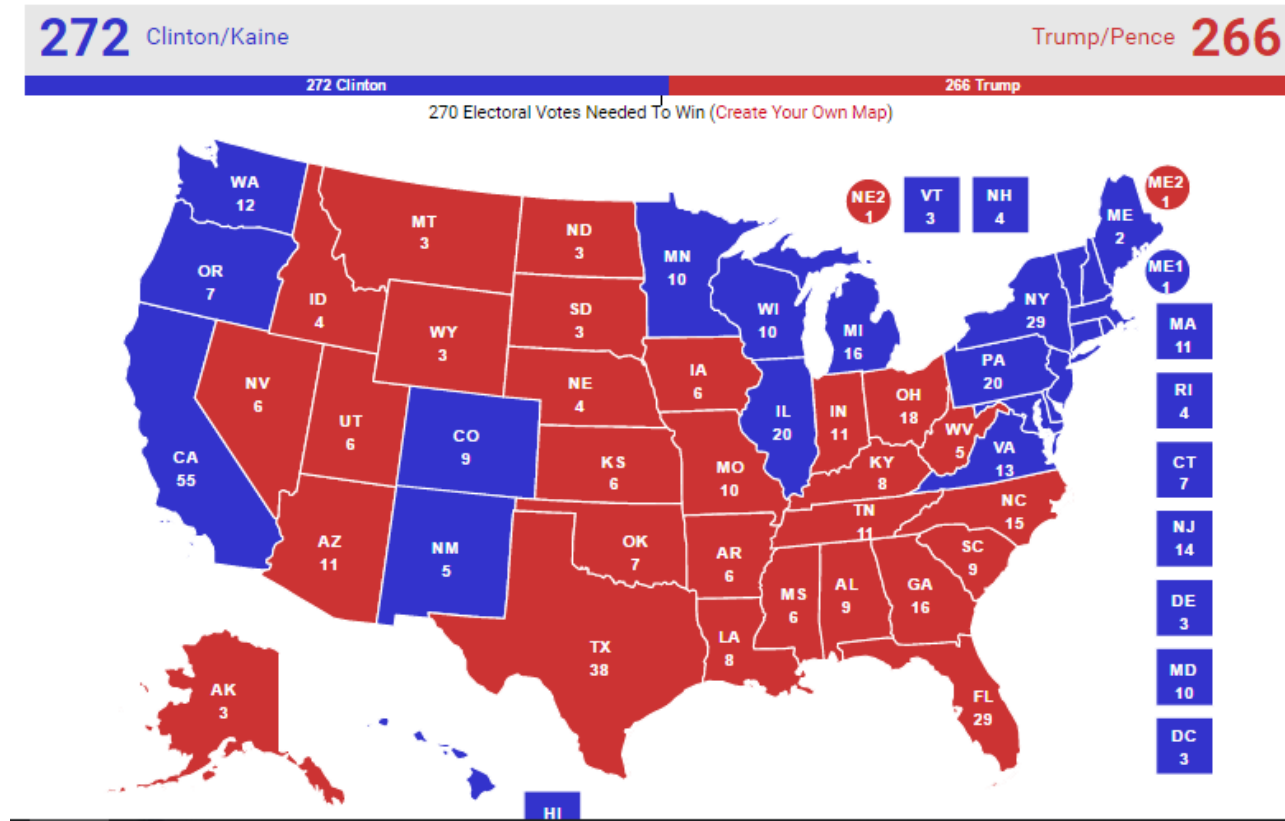 272 Clinton/Kaine
Trump/Pence 266
272 Clinton
266 Trump
270 Electoral Votes Needed To Win (Create Your Own Map)
WA
12
OR
7
CA
55
NV
6
ID
4
MT
3
WY
3
UT
6
AZ
11
CO
9
NM
5
ND
3
SD
3
NE
4
KS
6
OK
7
TX
38
MN
10
IA
6
MO
10
AR
6
LA
8
WI
10
IL
20
MI
16
IN
11
OH
18
KY
8
TN
11
MS
6
AL
9
GA
16
FL
29
SC
9
NC
15
VA
13
WV
5
PA
20
NY
29
ME
2
NE2
1
VT
3
NH
4
ME2
1
ME1
1
MA
11
RI
4
CT
7
NJ
14
DE
3
MD
10
DC
3
AK
3
HI